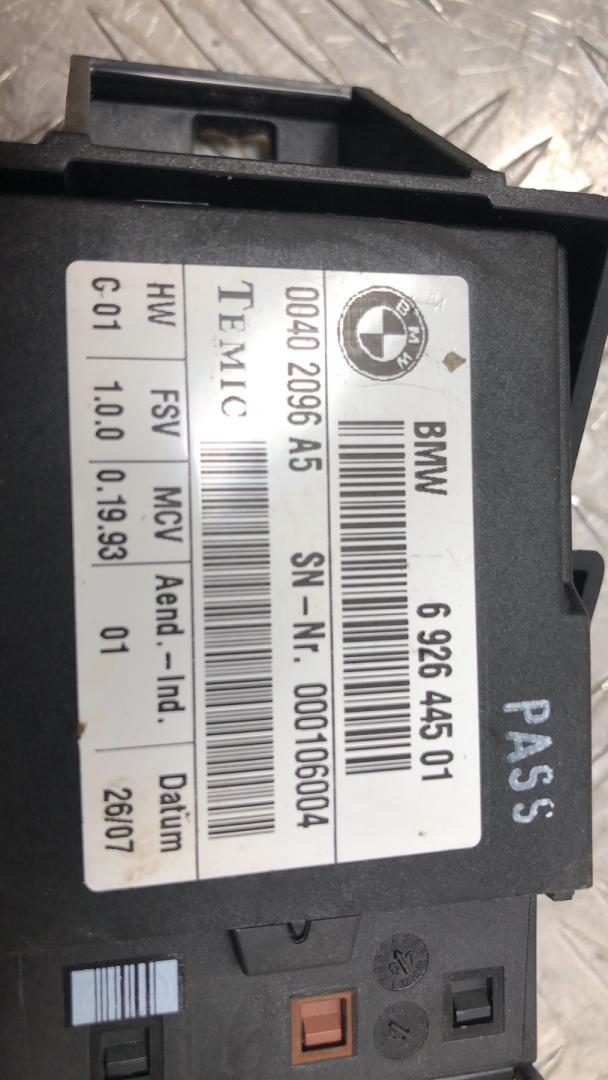 BMW
BMW 6 926 445 01
0040 2096 A5 SN-Nr. 000106004
TEMIC
HW FSV MCV Aend.-Ind. Datum
G 01 1.0.0 0.19.93 01 26/07
PASS